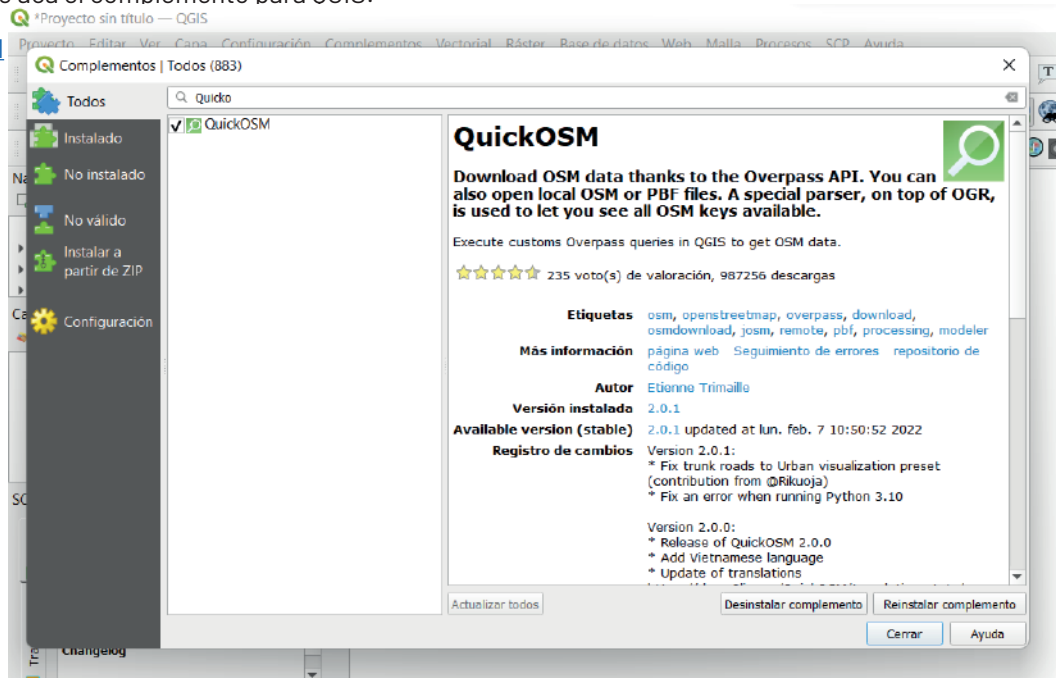 el complemento para QGIS.
*Proyecto sin título — QGIS
Proyecto Editar Ver Capa Configuración Complementos Vectorial Ráster Base de datos Web Malla Procesos SCP Ayuda
Complementos | Todos (883)
Todos
Quicko
Instalado
No instalado
No válido
Instalar a
partir de ZIP
Configuración
QuickOSM
QuickOSM
Download OSM data thanks to the Overpass API. You can
also open local OSM or PBF files. A special parser, on top of OGR,
is used to let you see all OSM keys available.
Execute customs Overpass queries in QGIS to get OSM data.
235 voto(s) de valoración, 987256 descargas
Etiquetas osm, openstreetmap, overpass, download,
osmdownload, josm, remote, pbf, processing, modeler
Más información página web Seguimiento de errores repositorio de
código
Autor Etienne Trimaille
Versión instalada 2.0.1
Available version (stable) 2.0.1 updated at lun. feb. 7 10:50:52 2022
Registro de cambios Version 2.0.1:
* Fix trunk roads to Urban visualization preset
(contribution from @Rikuoja)
* Fix an error when running Python 3.10
Version 2.0.0:
* Release of QuickOSM 2.0.0
* Add Vietnamese language
* Update of translations
Actualizar todos
Desinstalar complemento
Reinstalar complemento
Cerrar
Ayuda
Changelog